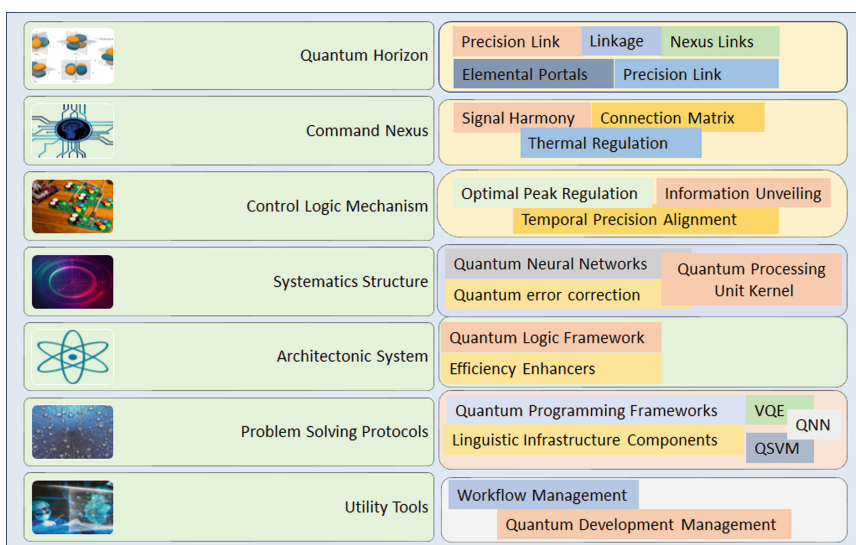 Quantum Horizon
Precision Link
Linkage
Nexus Links
Elemental Portals
Precision Link
Command Nexus
Signal Harmony
Connection Matrix
Thermal Regulation
Control Logic Mechanism
Optimal Peak Regulation
Information Unveiling
Temporal Precision Alignment
Systematics Structure
Quantum Neural Networks
Quantum error correction
Quantum Processing
Unit Kernel
Architectonic System
Quantum Logic Framework
Efficiency Enhancers
Problem Solving Protocols
Quantum Programming Frameworks
VQE
QNN
Linguistic Infrastructure Components
QSVM
Utility Tools
Workflow Management
Quantum Development Management